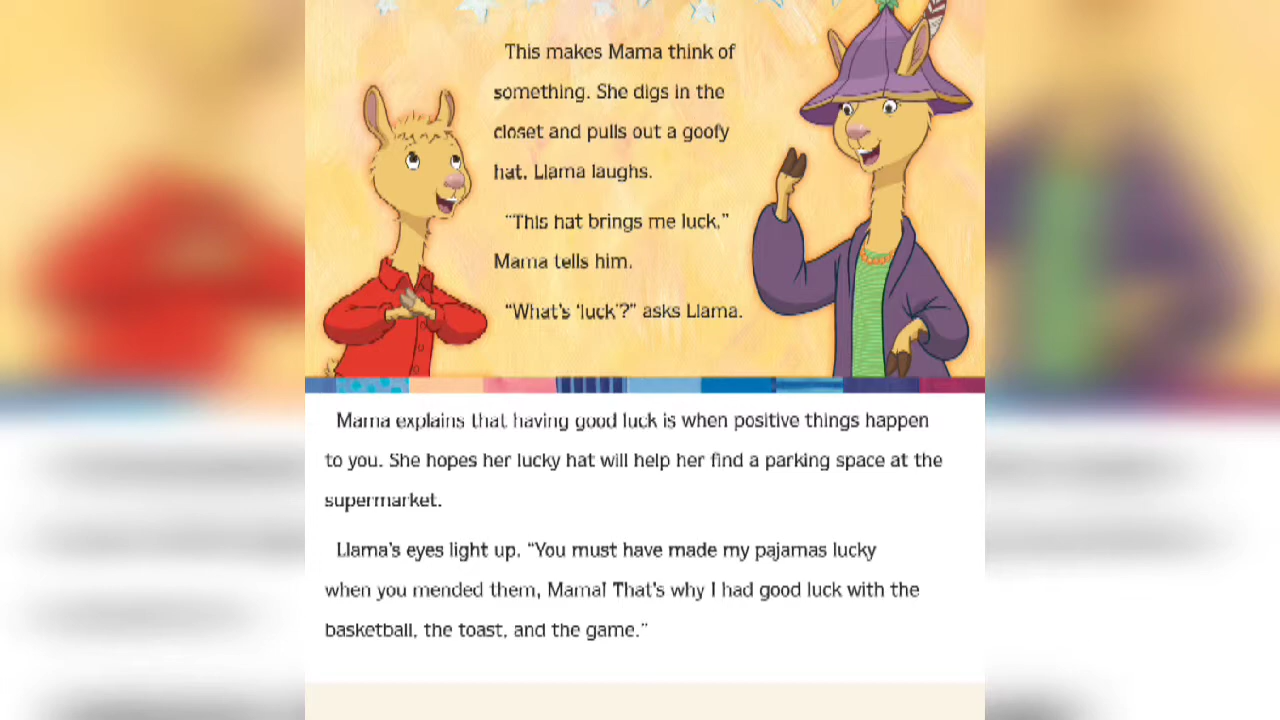 This makes Mama think of
something. She digs in the
closet and pulls out a goofy
hat. Llama laughs.
"This hat brings me luck,"
Mama tells him.
"What's 'luck'?" asks Llama.
Mama explains that having good luck is when positive things happen
to you. She hopes her lucky hat will help her find a parking space at the
supermarket.
Llama's eyes light up. "You must have made my pajamas lucky
when you mended them, Mama! That's why I had good luck with the
basketball, the toast, and the game."